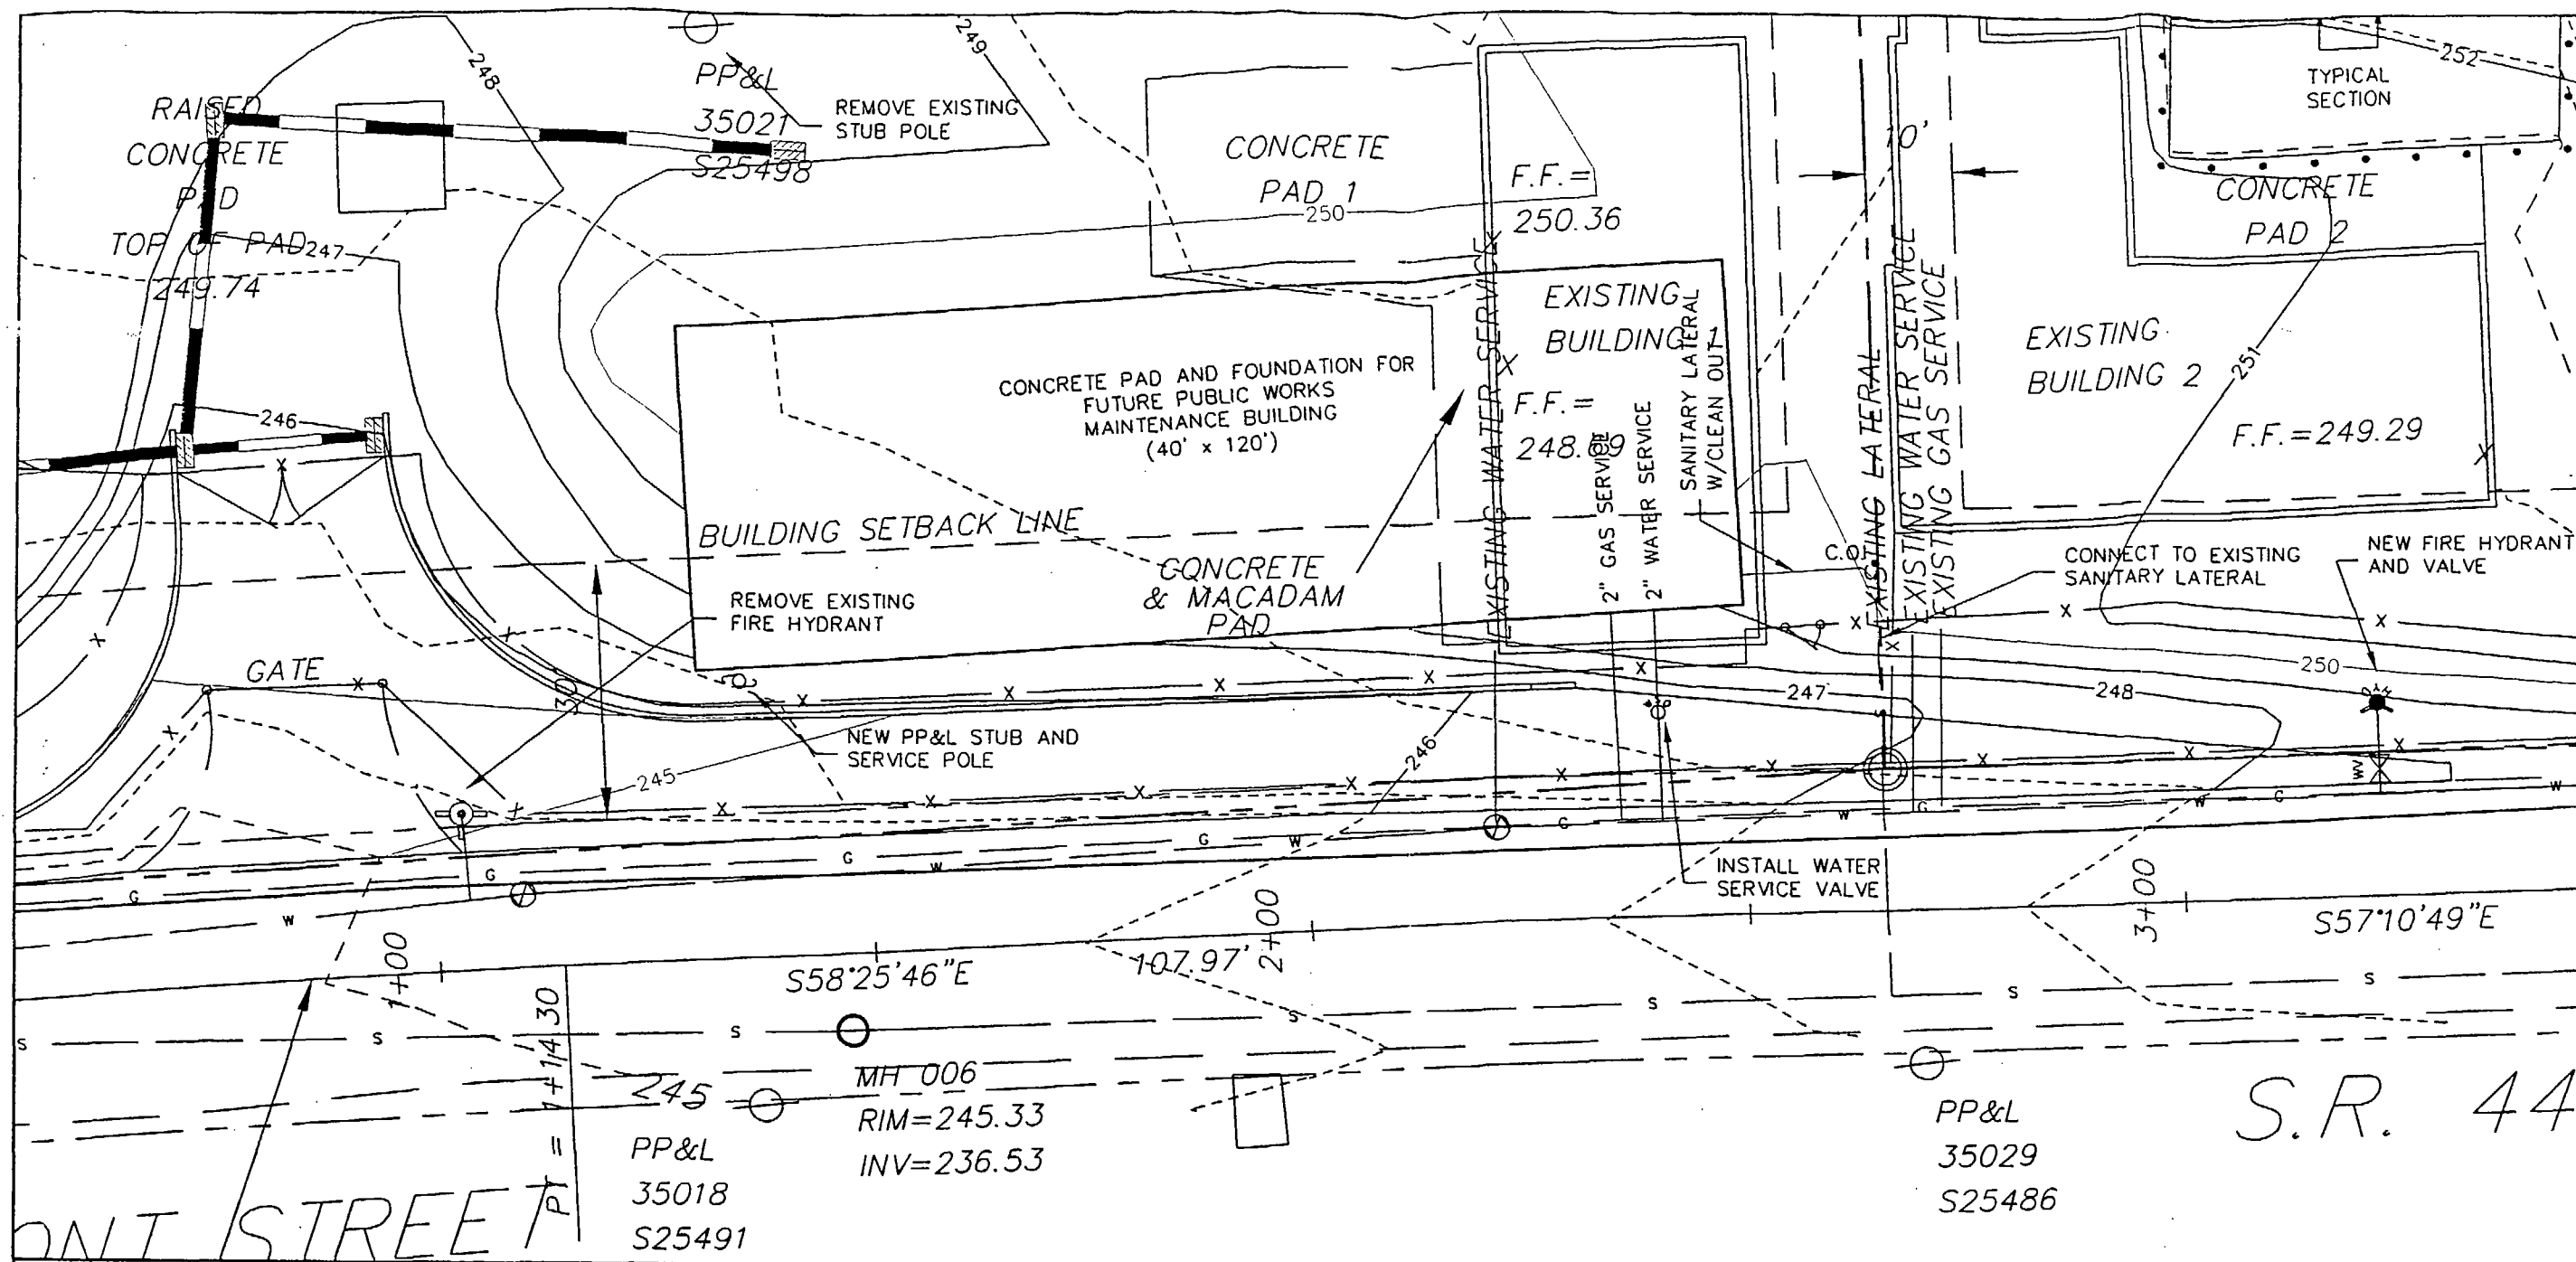 248
249
252
RAISED
CONCRETE
PAD
TOP OF PAD
249.74
247
PP&L
35021
S25498
REMOVE EXISTING
STUB POLE
CONCRETE
PAD 1
250
F.F.=
250.36
10'
TYPICAL
SECTION
CONCRETE
PAD 2
EXISTING
BUILDING 1
F.F.=
EXISTING WATER SERVICE
SANITARY LATERAL
W/CLEAN OUT
2" GAS SERVICE
2" WATER SERVICE
EXISTING LATERAL
EXISTING WATER SERVICE
EXISTING GAS SERVICE
EXISTING
BUILDING 2
251
F.F.=249.29
CONCRETE PAD AND FOUNDATION FOR
FUTURE PUBLIC WORKS
MAINTENANCE BUILDING
(40' x 120')
246
BUILDING SETBACK LINE
CONCRETE
& MACADAM
PAD
C.O.
CONNECT TO EXISTING
SANITARY LATERAL
NEW FIRE HYDRANT
AND VALVE
REMOVE EXISTING
FIRE HYDRANT
GATE
30
NEW PP&L STUB AND
SERVICE POLE
245
246
247
248
250
WV
INSTALL WATER
SERVICE VALVE
1+00
S58°25'46"E
107.97'
2+00
3+00
S57°10'49"E
PT = 1+14.30
245
MH 006
RIM=245.33
INV=236.53
PP&L
35018
S25491
PP&L
35029
S25486
S.R. 44
ONT STREET